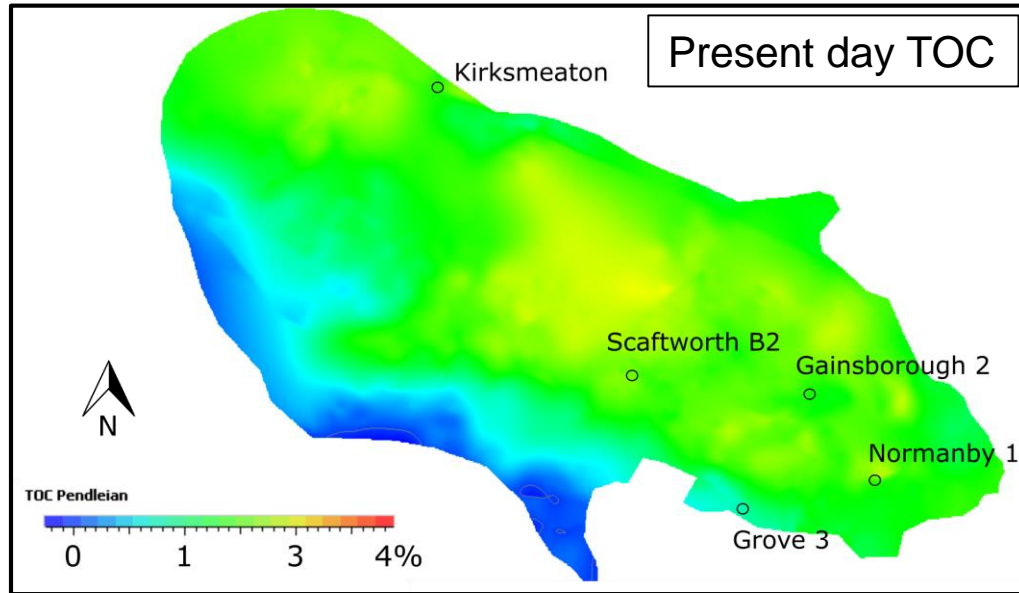 Present day TOC
Kirksmeaton
Scaftworth B2
Gainsborough 2
N
Normanby 1
TOC Pendleian
0 1 3 4%
Grove 3